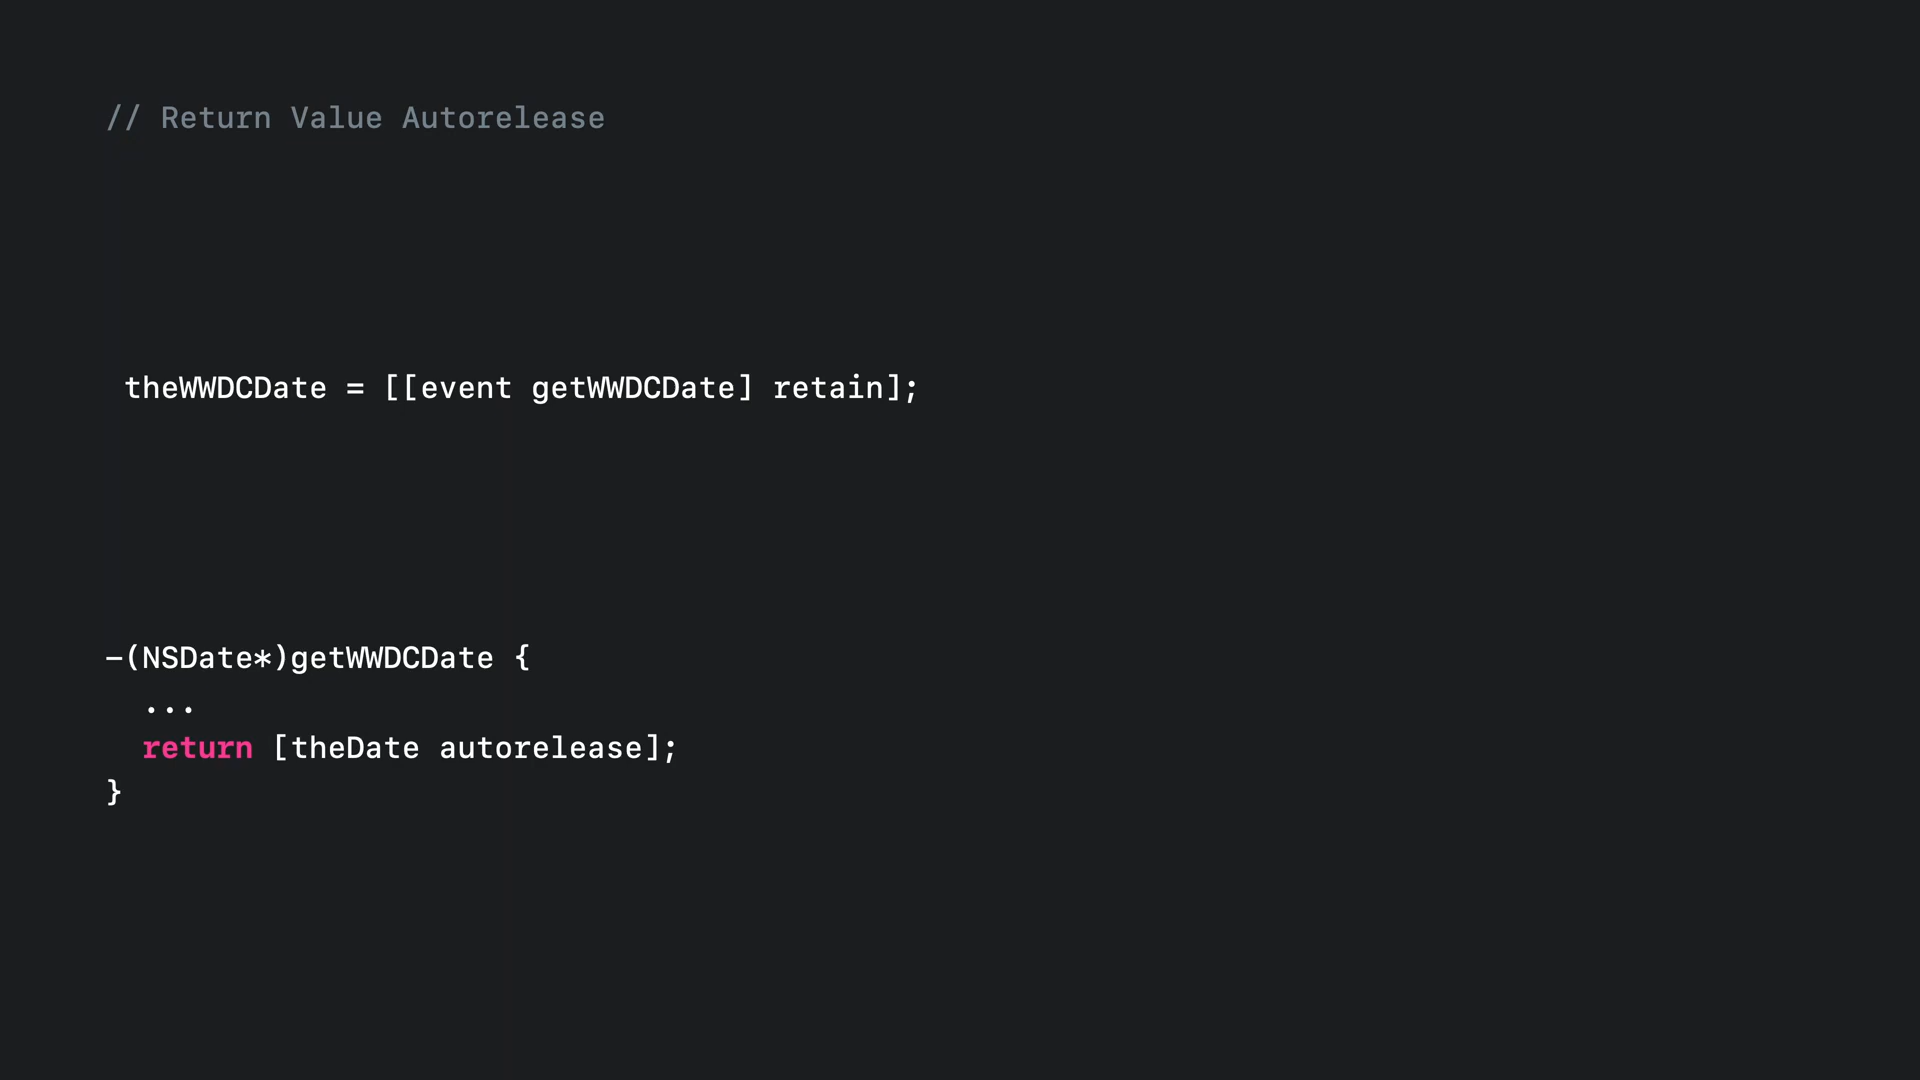 // Return Value Autorelease
theWWDCDate = [[event getWWDCDate] retain];
-(NSDate*)getWWDCDate {
...
return [theDate autorelease];
}